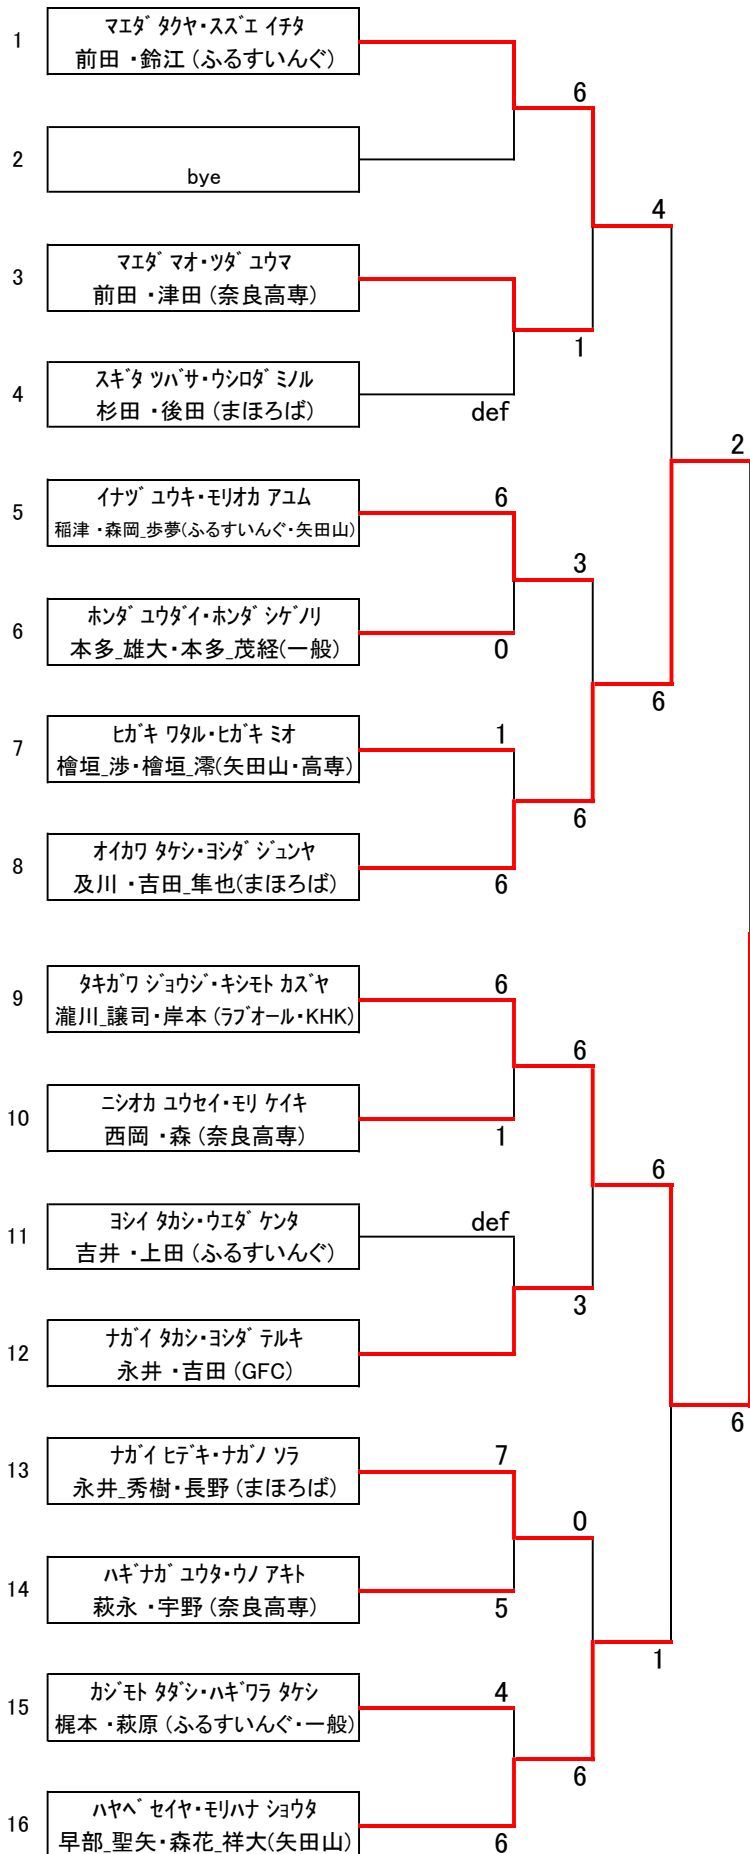 1
ﾏｴﾀﾞ ﾀｸﾔ・ｽｽﾞｴ ｲﾁﾀ
前田 ・鈴江 (ふるすいんぐ)
6
2
bye
4
3
ﾏｴﾀﾞ ﾏｵ・ﾂﾀﾞ ﾕｳﾏ
前田 ・津田 (奈良高専)
1
4
ｽｷﾞﾀ ﾂﾊﾞｻ・ｳｼﾛﾀﾞ ﾐﾉﾙ
杉田 ・後田 (まほろば)
def
2
5
ｲﾅﾂﾞ ﾕｳｷ・ﾓﾘｵｶ ｱﾕﾑ
稲津 ・森岡_歩夢(ふるすいんぐ・矢田山)
6
3
6
ﾎﾝﾀﾞ ﾕｳﾀﾞｲ・ﾎﾝﾀﾞ ｼｹﾞﾉﾘ
本多_雄大・本多_茂経(一般)
0
6
7
ﾋｶﾞｷ ﾜﾀﾙ・ﾋｶﾞｷ ﾐｵ
檜垣_渉・檜垣_澪(矢田山・高専)
1
6
8
ｵｲｶﾜ ﾀｹｼ・ﾖｼﾀﾞ ｼﾞｭﾝﾔ
及川 ・吉田_隼也(まほろば)
6
9
ﾀｷｶﾞﾜ ｼﾞｮｳｼﾞ・ｷｼﾓﾄ ｶｽﾞﾔ
瀧川_譲司・岸本 (ﾗﾌﾞｵｰﾙ・KHK)
6
6
10
ﾆｼｵｶ ﾕｳｾｲ・ﾓﾘ ｹｲｷ
西岡 ・森 (奈良高専)
1
6
11
ﾖｼｲ ﾀｶｼ・ｳｴﾀﾞ ｹﾝﾀ
吉井 ・上田 (ふるすいんぐ)
def
3
12
ﾅｶﾞｲ ﾀｶｼ・ﾖｼﾀﾞ ﾃﾙｷ
永井 ・吉田 (GFC)
6
13
ﾅｶﾞｲ ﾋﾃﾞｷ・ﾅｶﾞﾉ ｿﾗ
永井_秀樹・長野 (まほろば)
7
0
14
ﾊｷﾞﾅｶﾞ ﾕｳﾀ・ｳﾉ ｱｷﾄ
萩永 ・宇野 (奈良高専)
5
1
15
ｶｼﾞﾓﾄ ﾀﾀﾞｼ・ﾊｷﾞﾜﾗ ﾀｹｼ
梶本 ・萩原 (ふるすいんぐ・一般)
4
6
16
ﾊﾔﾍﾞ ｾｲﾔ・ﾓﾘﾊﾅ ｼｮｳﾀ
早部_聖矢・森花_祥大(矢田山)
6